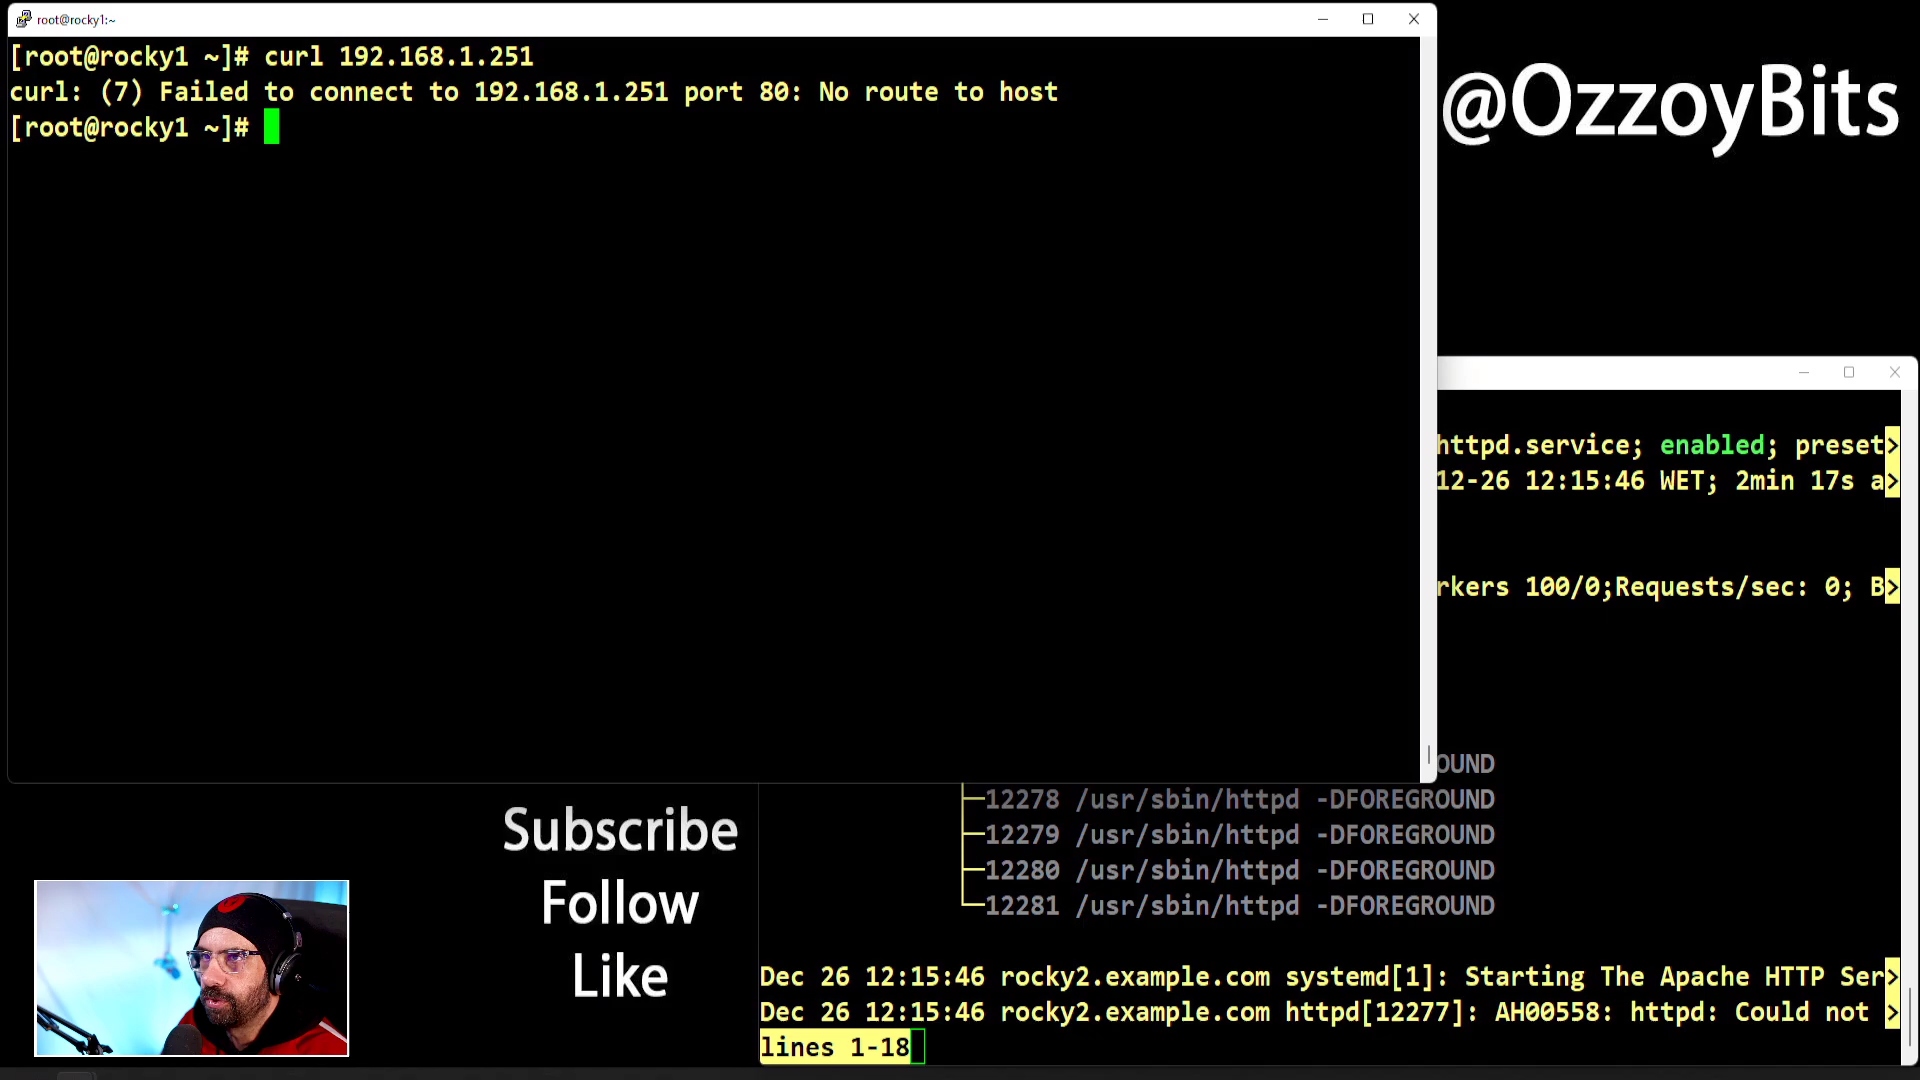 root@rocky1:~
[root@rocky1 ~]# curl 192.168.1.251
curl: (7) Failed to connect to 192.168.1.251 port 80: No route to host
[root@rocky1 ~]#
@OzzoyBits
httpd.service; enabled; preset>
12-26 12:15:46 WET; 2min 17s a>
rkers 100/0;Requests/sec: 0; B>
OUND
├─12278 /usr/sbin/httpd -DFOREGROUND
├─12279 /usr/sbin/httpd -DFOREGROUND
├─12280 /usr/sbin/httpd -DFOREGROUND
└─12281 /usr/sbin/httpd -DFOREGROUND
Dec 26 12:15:46 rocky2.example.com systemd[1]: Starting The Apache HTTP Ser>
Dec 26 12:15:46 rocky2.example.com httpd[12277]: AH00558: httpd: Could not >
lines 1-18
Subscribe
Follow
Like